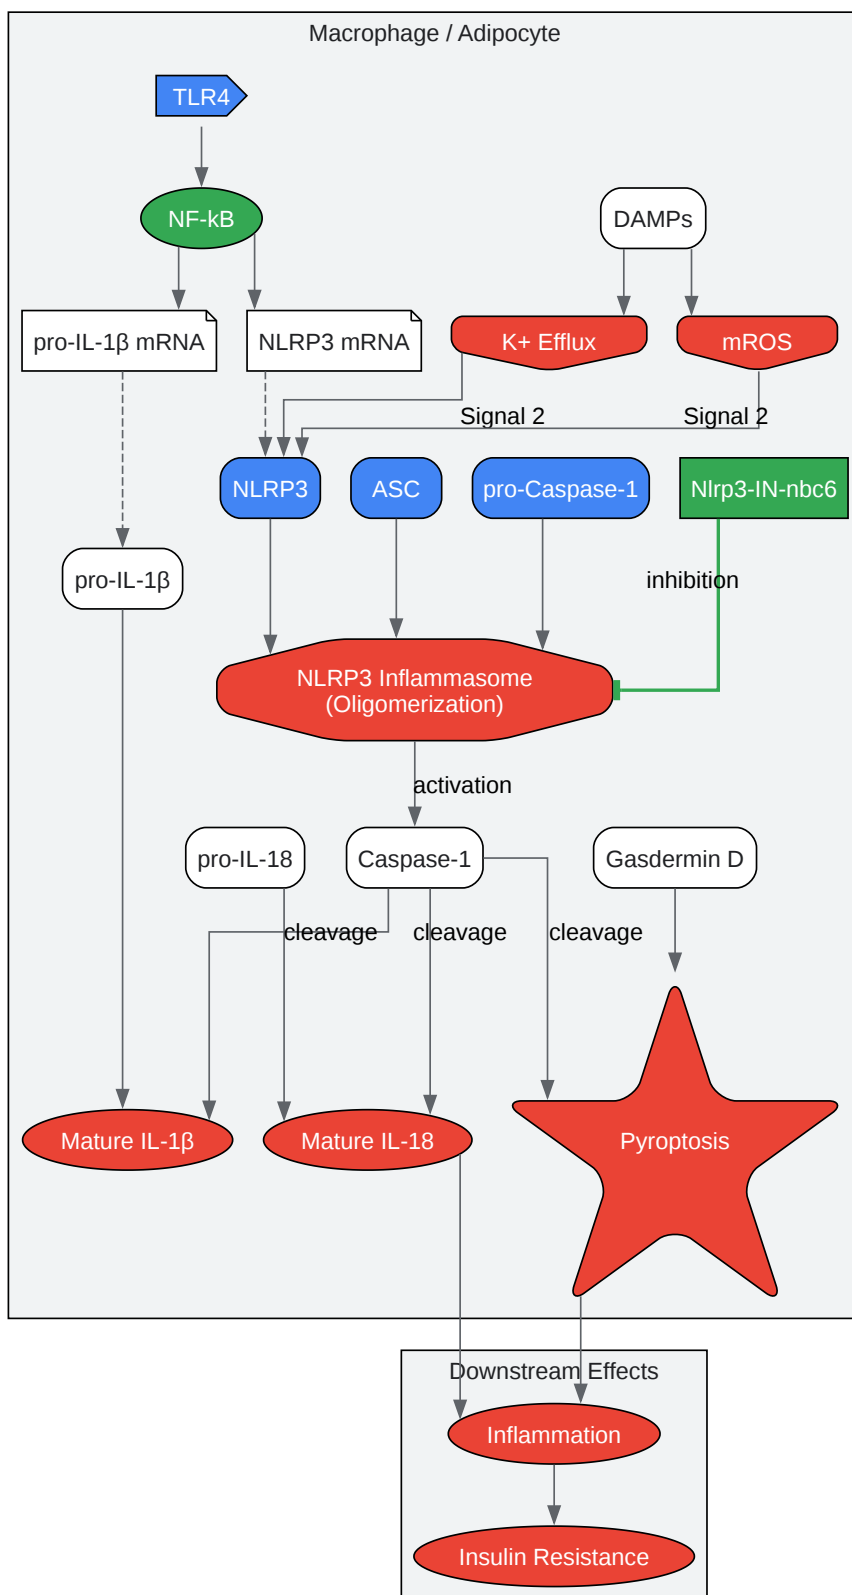 Macrophage / Adipocyte
TLR4
NF-kB
DAMPs
pro-IL-1β mRNA
NLRP3 mRNA
K+ Efflux
mROS
Signal 2
Signal 2
NLRP3
ASC
pro-Caspase-1
Nlrp3-IN-nbc6
pro-IL-1β
inhibition
NLRP3 Inflammasome
(Oligomerization)
activation
pro-IL-18
Caspase-1
Gasdermin D
cleavage
cleavage
cleavage
Mature IL-1β
Mature IL-18
Pyroptosis
Downstream Effects
Inflammation
Insulin Resistance